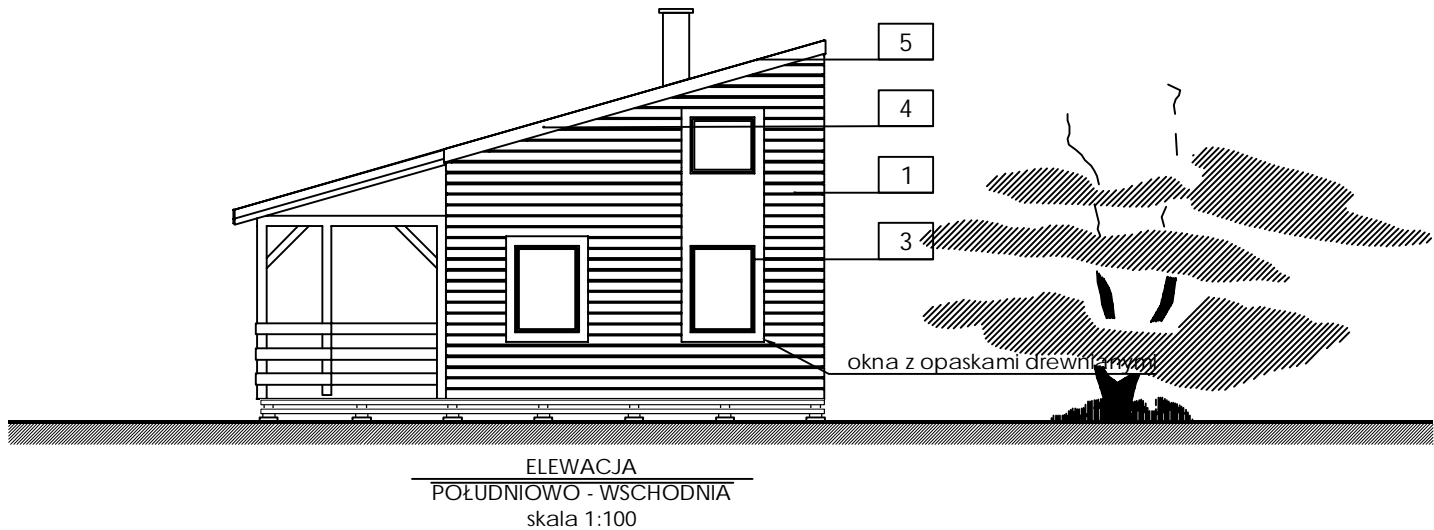 5
4
1
3
okna z opaskami drewnianymi
ELEWACJA
POŁUDNIOWO - WSCHODNIA
skala 1:100